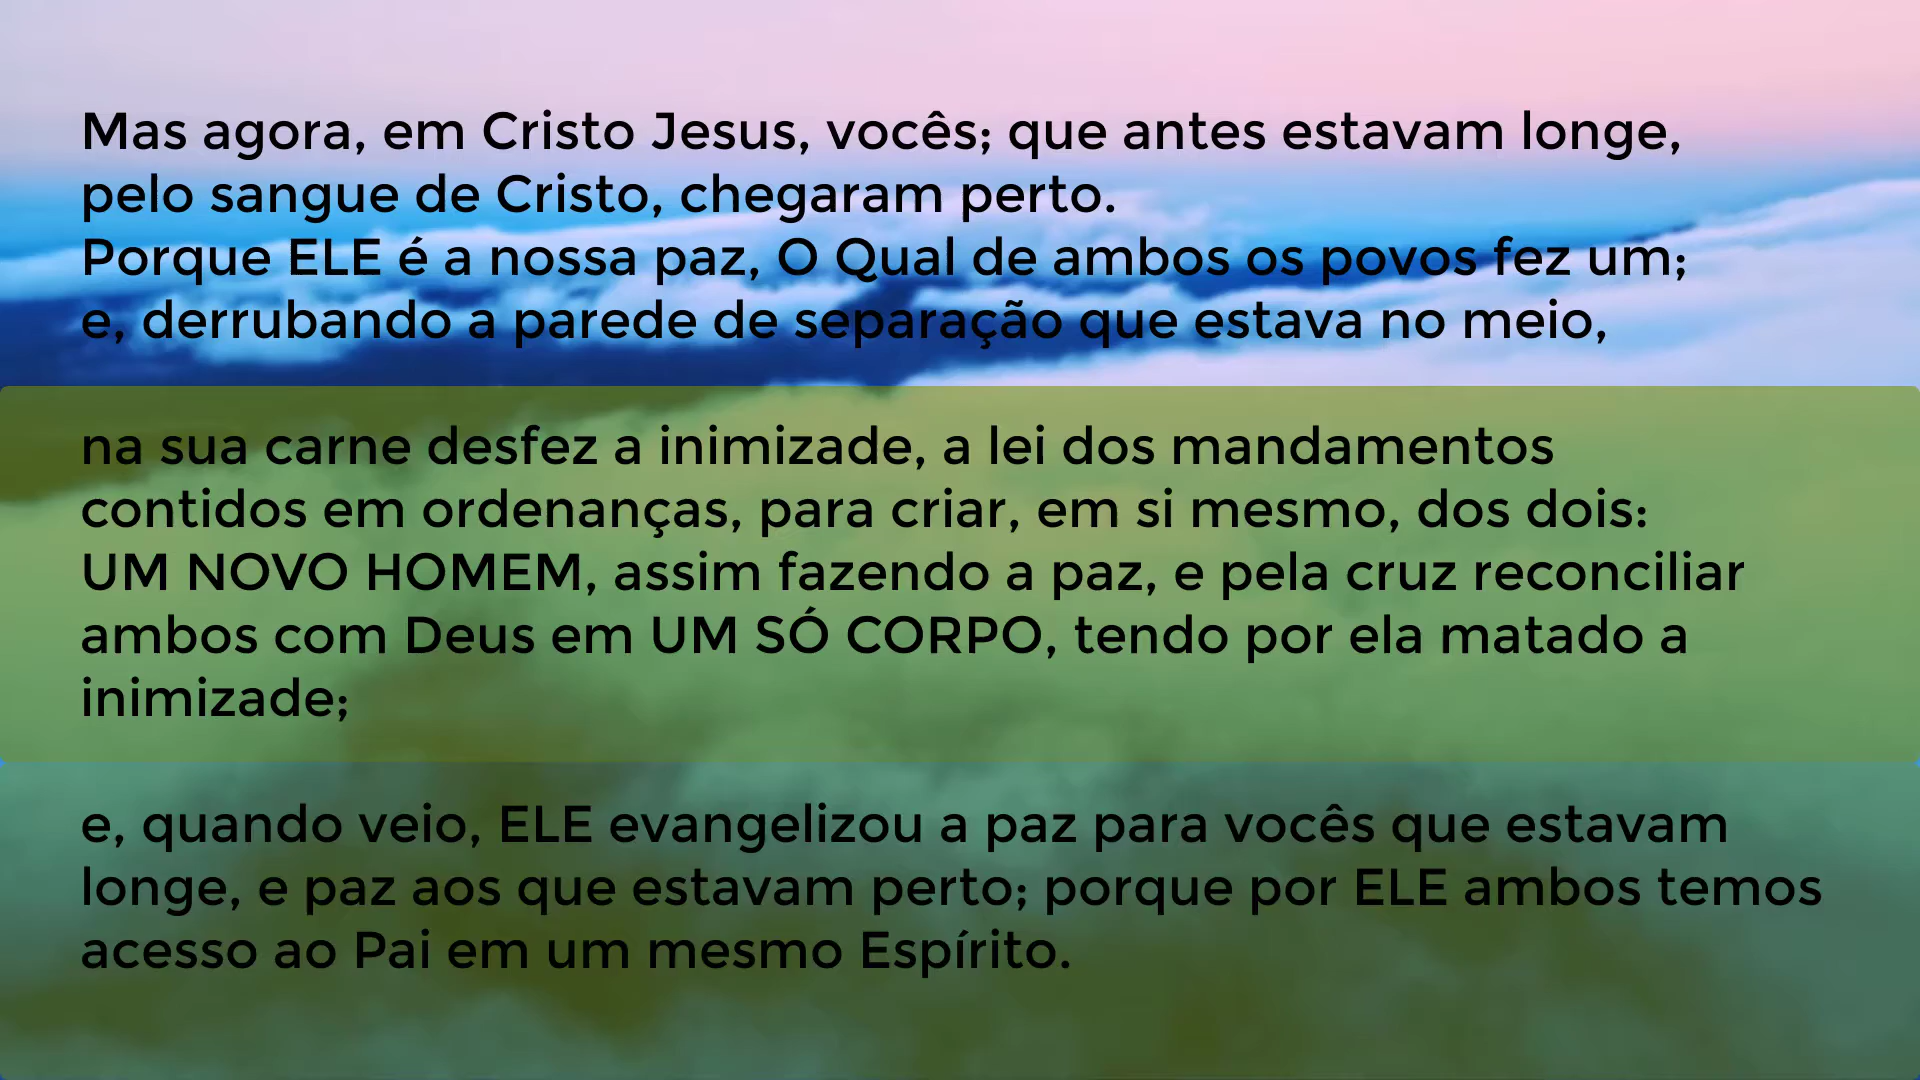 Mas agora, em Cristo Jesus, vocês; que antes estavam longe,
pelo sangue de Cristo, chegaram perto.
Porque ELE é a nossa paz, O Qual de ambos os povos fez um;
e, derrubando a parede de separação que estava no meio,
na sua carne desfez a inimizade, a lei dos mandamentos
contidos em ordenanças, para criar, em si mesmo, dos dois:
UM NOVO HOMEM, assim fazendo a paz, e pela cruz reconciliar
ambos com Deus em UM SÓ CORPO, tendo por ela matado a
inimizade;
e, quando veio, ELE evangelizou a paz para vocês que estavam
longe, e paz aos que estavam perto; porque por ELE ambos temos
acesso ao Pai em um mesmo Espírito.